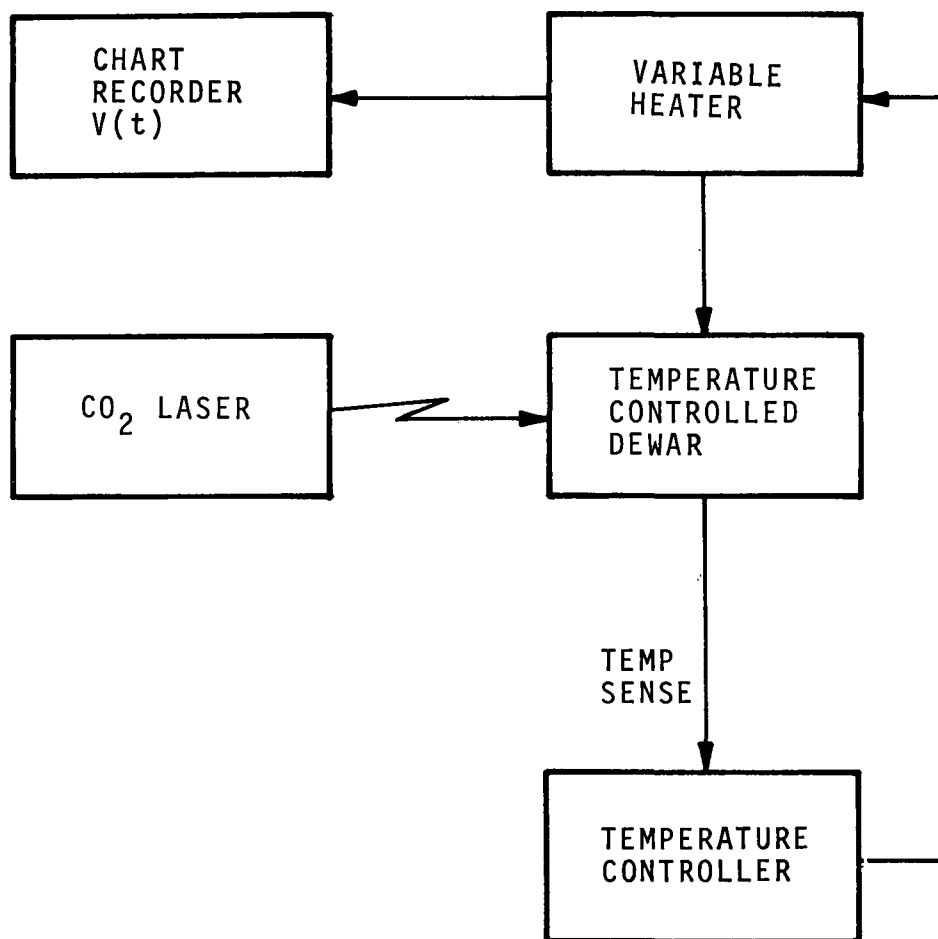 CHART
RECORDER
V(t)
VARIABLE
HEATER
CO₂ LASER
TEMPERATURE
CONTROLLED
DEWAR
TEMP
SENSE
TEMPERATURE
CONTROLLER